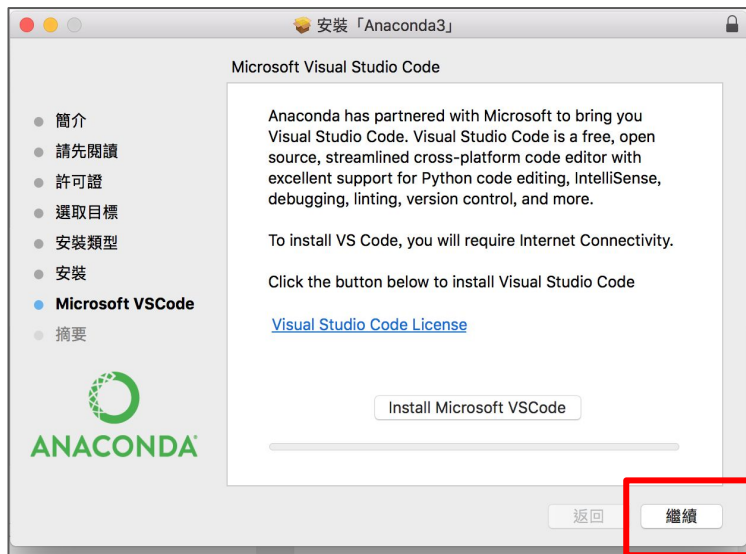 安裝「Anaconda3」
Microsoft Visual Studio Code
簡介
請先閱讀
許可證
選取目標
安裝類型
安裝
Microsoft VSCode
摘要
ANACONDA
Anaconda has partnered with Microsoft to bring you
Visual Studio Code. Visual Studio Code is a free, open
source, streamlined cross-platform code editor with
excellent support for Python code editing, IntelliSense,
debugging, linting, version control, and more.
To install VS Code, you will require Internet Connectivity.
Click the button below to install Visual Studio Code
Visual Studio Code License
Install Microsoft VSCode
返回
繼續